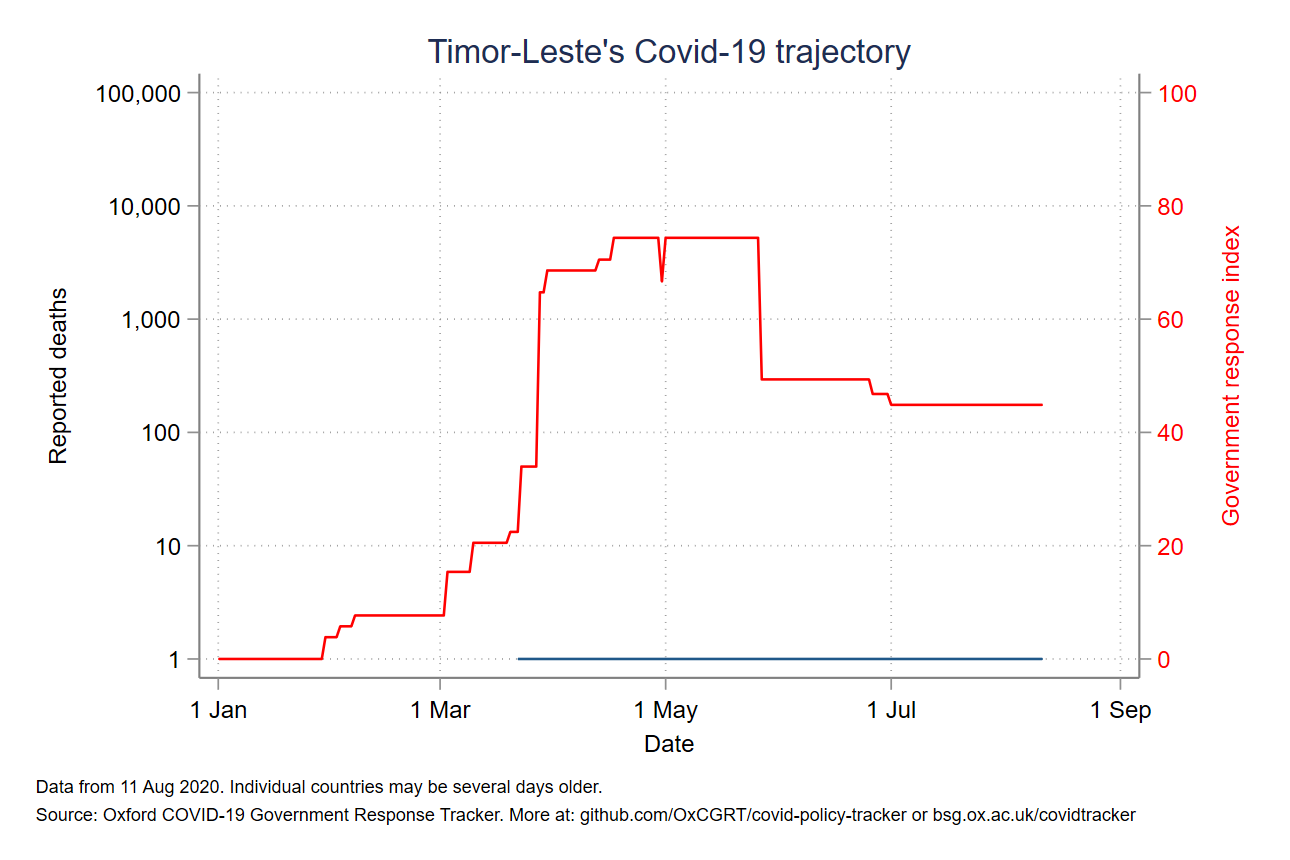 Timor-Leste's Covid-19 trajectory
100,000
10,000
1,000
100
10
1
Reported deaths
100
80
60
40
20
0
Government response index
1 Jan
1 Mar
1 May
1 Jul
1 Sep
Date
Data from 11 Aug 2020. Individual countries may be several days older.
Source: Oxford COVID-19 Government Response Tracker. More at: github.com/OxCGRT/covid-policy-tracker or bsg.ox.ac.uk/covidtracker